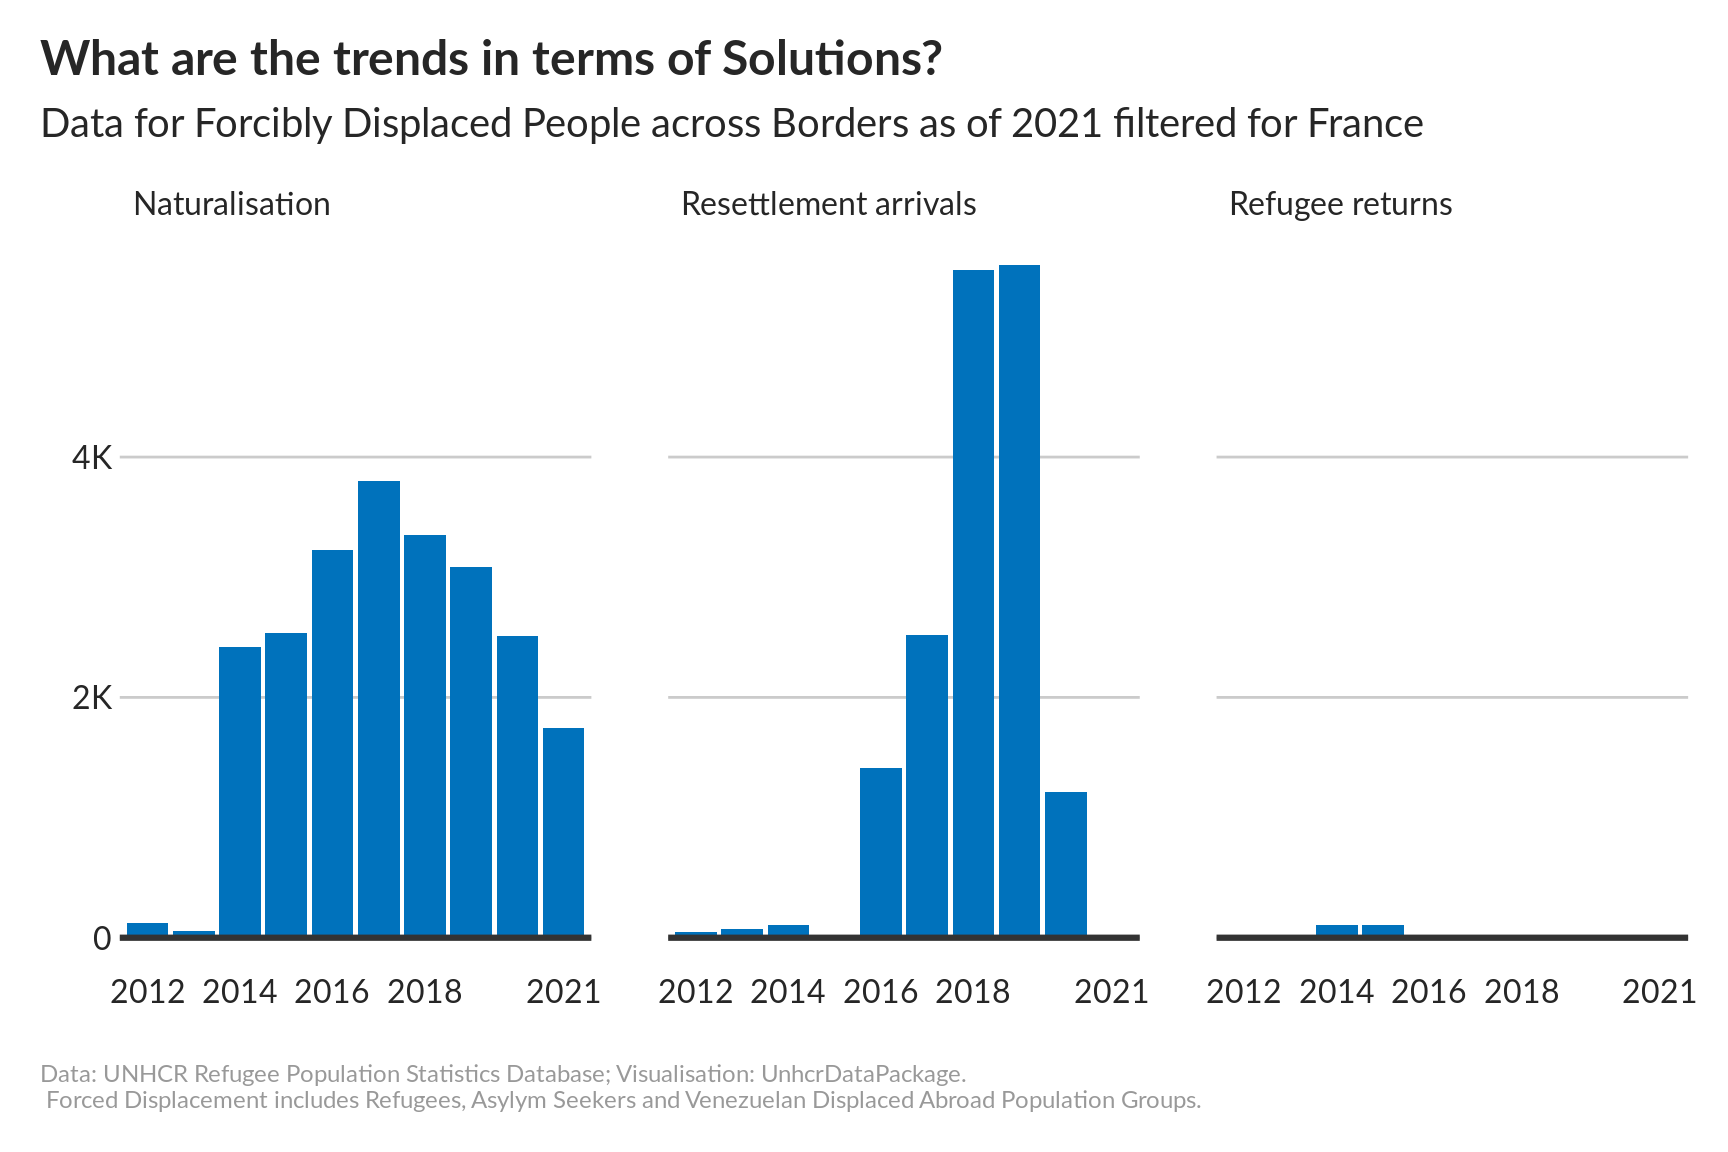 What are the trends in terms of Solutions?
Data for Forcibly Displaced People across Borders as of 2021 filtered for France
Naturalisation Resettlement arrivals Refugee returns
4K
2K
0
2012 2014 2016 2018 2021 2012 2014 2016 2018 2021 2012 2014 2016 2018 2021
Data: UNHCR Refugee Population Statistics Database; Visualisation: UnhcrDataPackage.
Forced Displacement includes Refugees, Asylym Seekers and Venezuelan Displaced Abroad Population Groups.